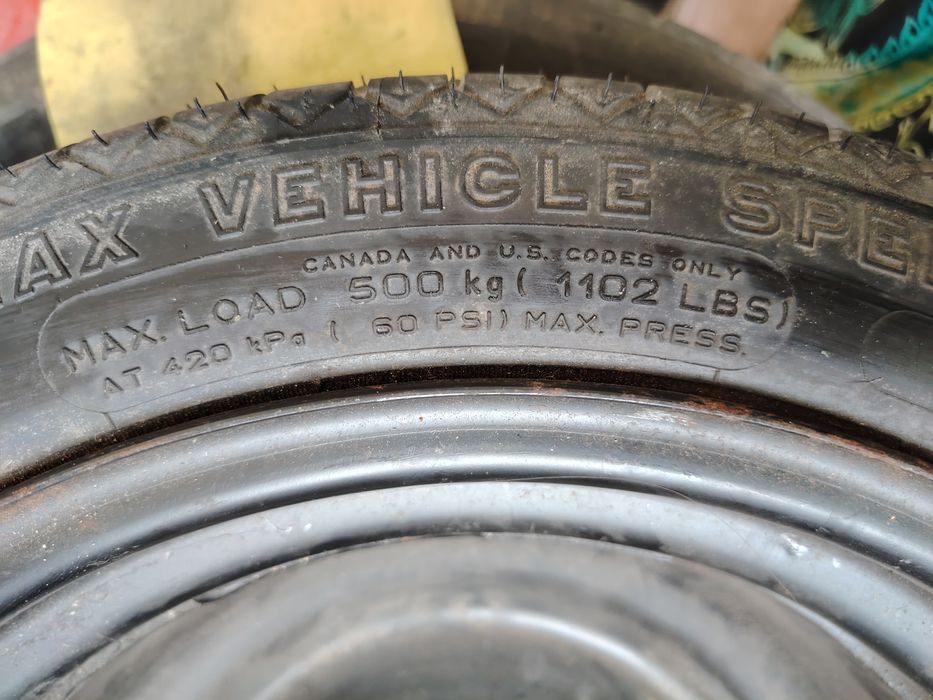 MAX VEHICLE SPE
CANADA AND U.S. CODES ONLY
MAX. LOAD 500 kg ( 1102 LBS)
AT 420 kPa ( 60 PSI) MAX. PRESS.